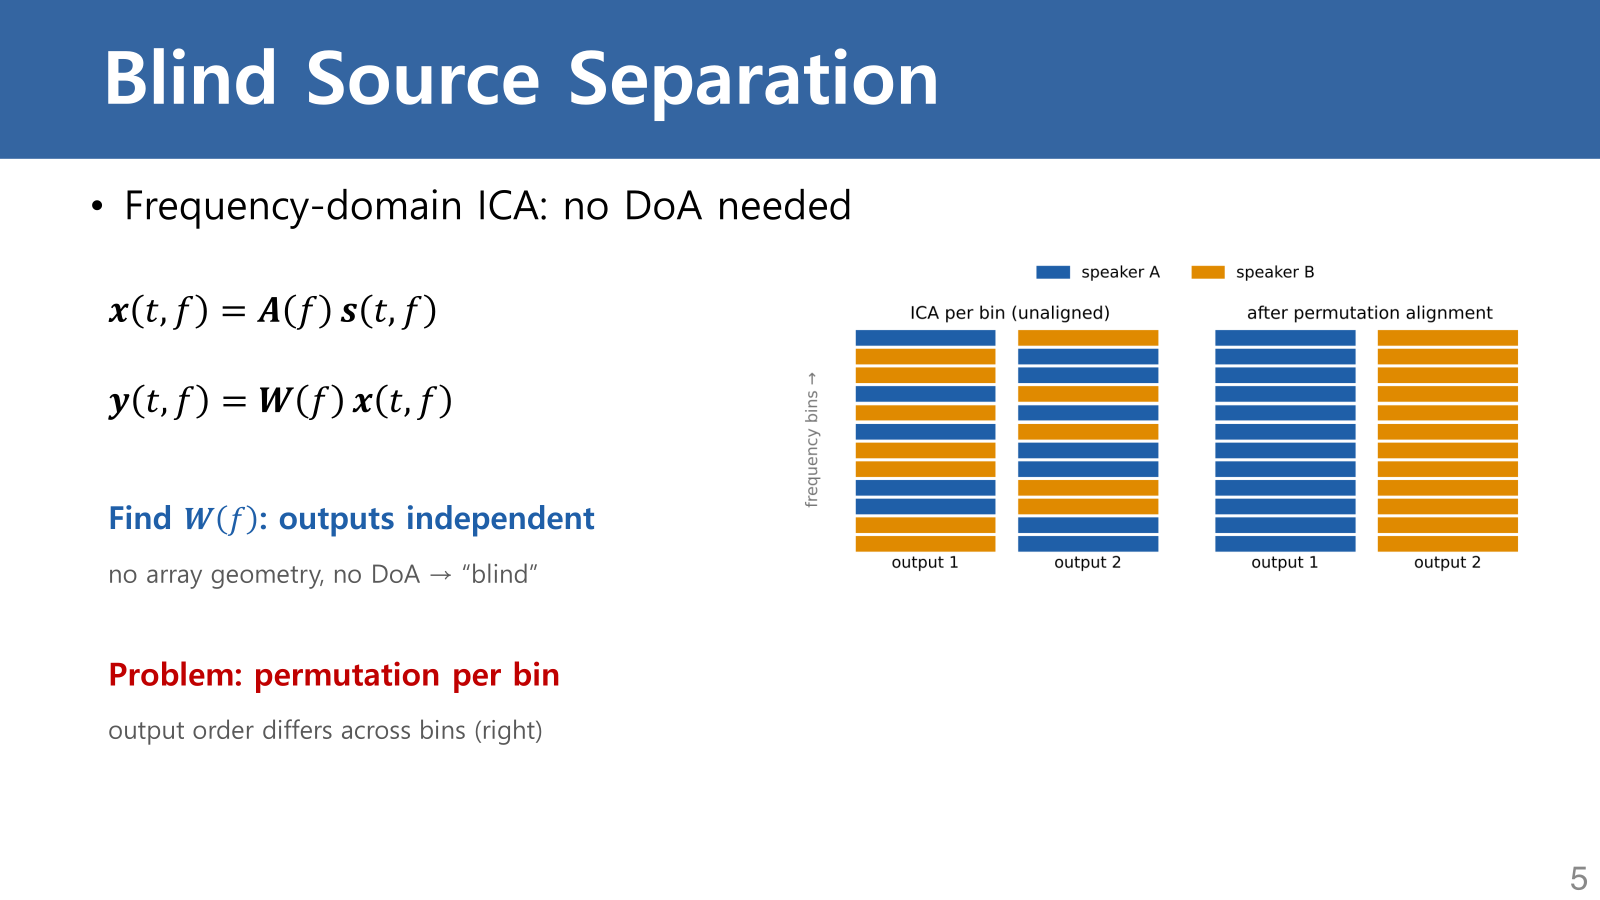 Blind Source Separation
• Frequency-domain ICA: no DoA needed
x(t, f) = A(f) s(t, f)
y(t, f) = W(f) x(t, f)
Find W(f): outputs independent
no array geometry, no DoA → “blind”
Problem: permutation per bin
output order differs across bins (right)
speaker A speaker B
ICA per bin (unaligned) after permutation alignment
frequency bins →
output 1 output 2 output 1 output 2
5